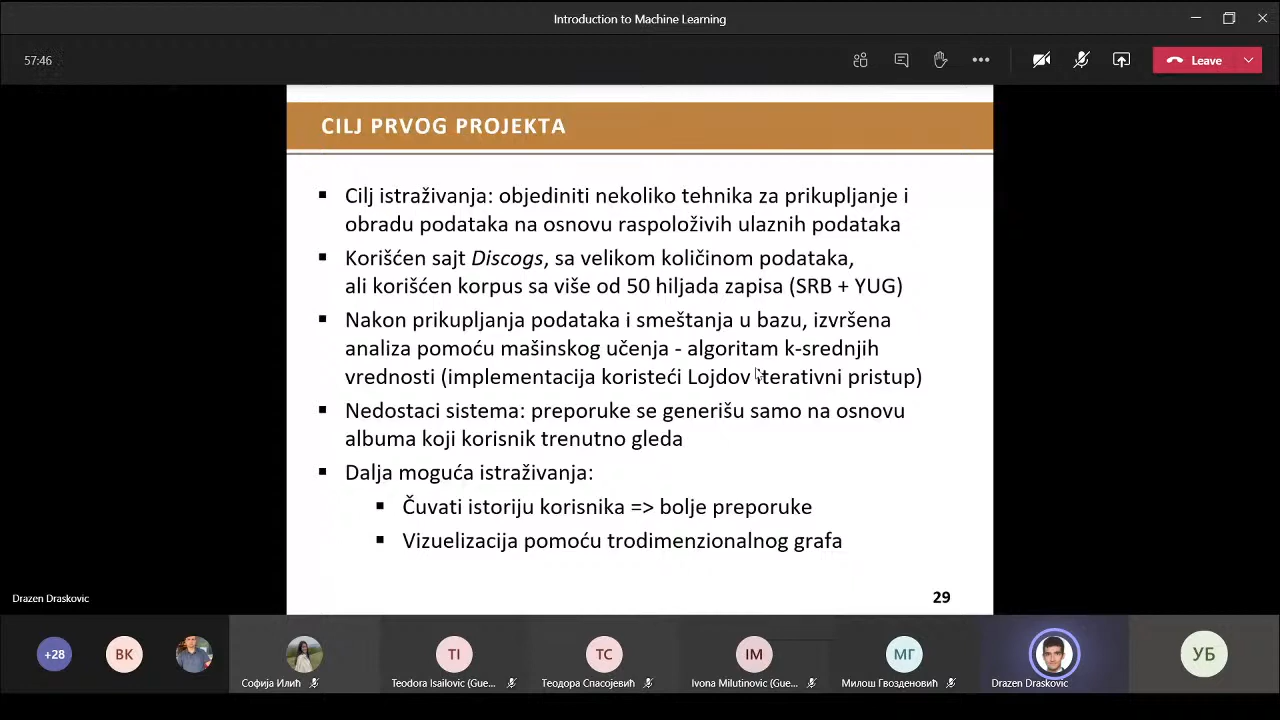 Introduction to Machine Learning
57:46
Leave
CILJ PRVOG PROJEKTA
Cilj istraživanja: objediniti nekoliko tehnika za prikupljanje i
obradu podataka na osnovu raspoloživih ulaznih podataka
Korišćen sajt Discogs, sa velikom količinom podataka,
ali korišćen korpus sa više od 50 hiljada zapisa (SRB + YUG)
Nakon prikupljanja podataka i smeštanja u bazu, izvršena
analiza pomoću mašinskog učenja - algoritam k-srednjih
vrednosti (implementacija koristeći Lojdov iterativni pristup)
Nedostaci sistema: preporuke se generišu samo na osnovu
albuma koji korisnik trenutno gleda
Dalja moguća istraživanja:
Čuvati istoriju korisnika => bolje preporuke
Vizuelizacija pomoću trodimenzionalnog grafa
29
Drazen Draskovic
+28
ВК
TI
ТС
IM
МГ
УБ
Софија Илић
Teodora Isailovic (Gue...
Теодора Спасојевић
Ivona Milutinovic (Gue...
Милош Гвозденовић
Drazen Draskovic